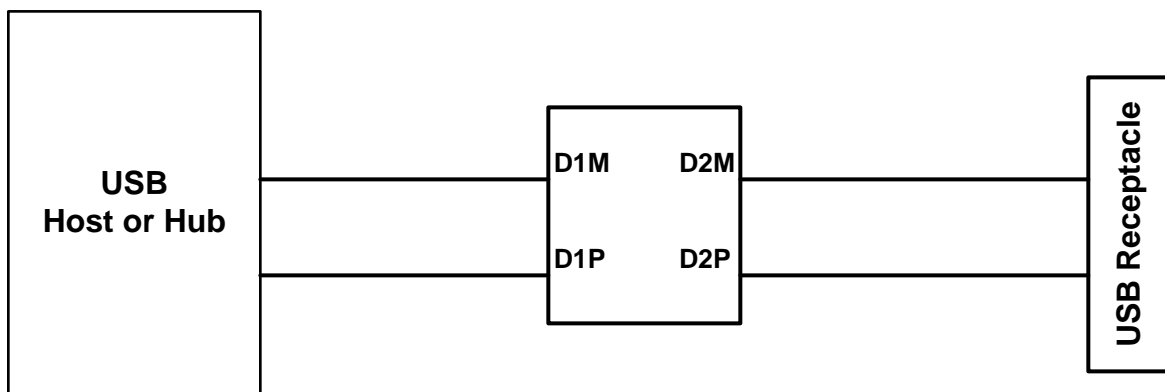 USB
Host or Hub
D1M
D2M
D1P
D2P
USB Receptacle